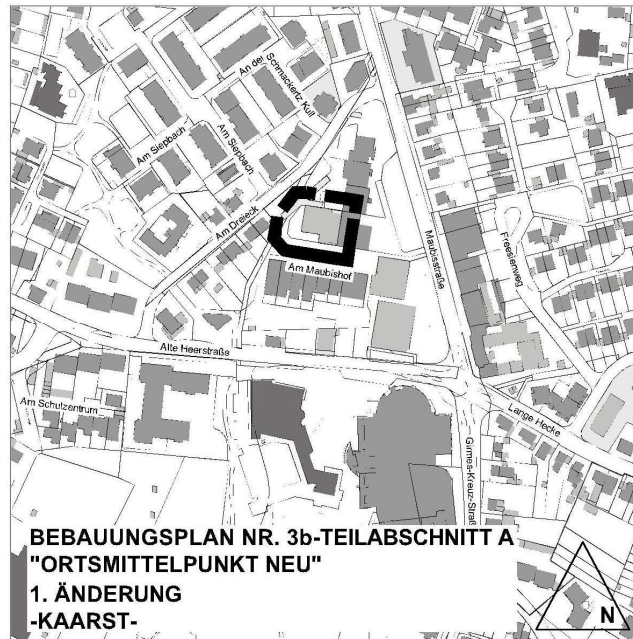 An der
Schmackertz Kull
Am Siepbach
Am Siepbach
Am Dreieck
Am Maubishof
Maubisstraße
Freesienweg
Alte Heerstraße
Am Schulzentrum
Lange Hecke
Girmes-Kreuz-Straß
BEBAUUNGSPLAN NR. 3b-TEILABSCHNITT A
"ORTSMITTELPUNKT NEU"
1. ÄNDERUNG
-KAARST-
N